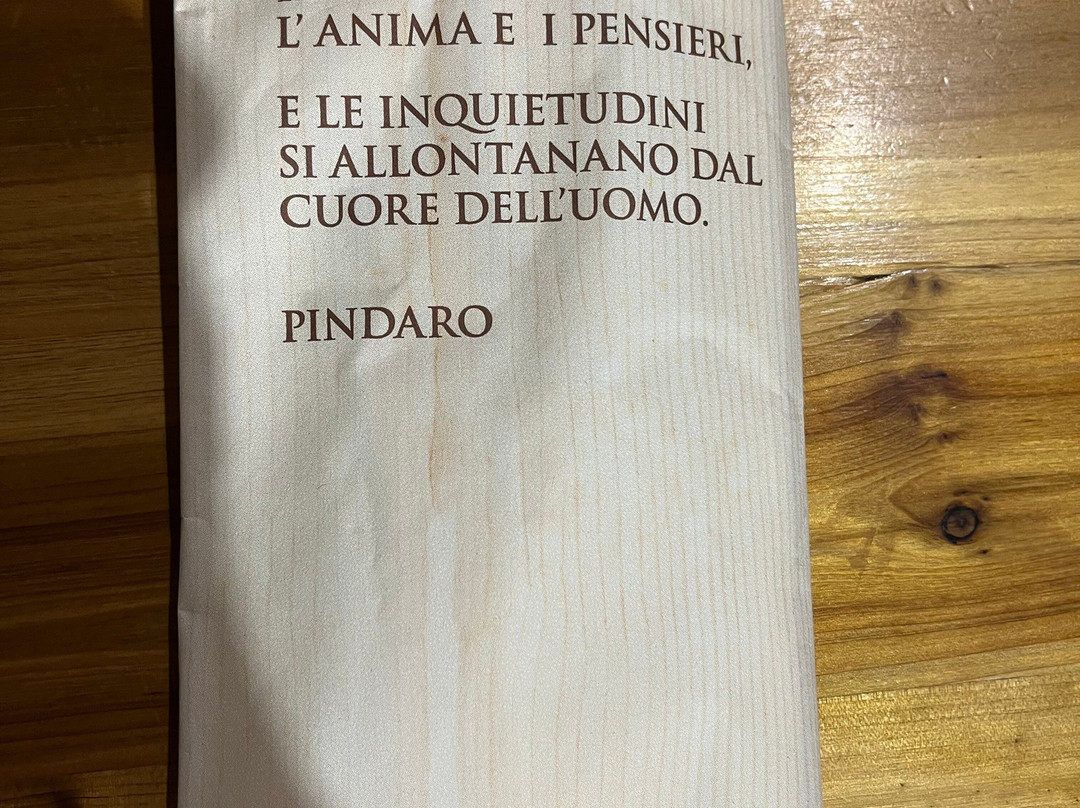 L' ANIMA E I PENSIERI,
E LE INQUIETUDINI
SI ALLONTANANO DAL
CUORE DELL'UOMO.
PINDARO